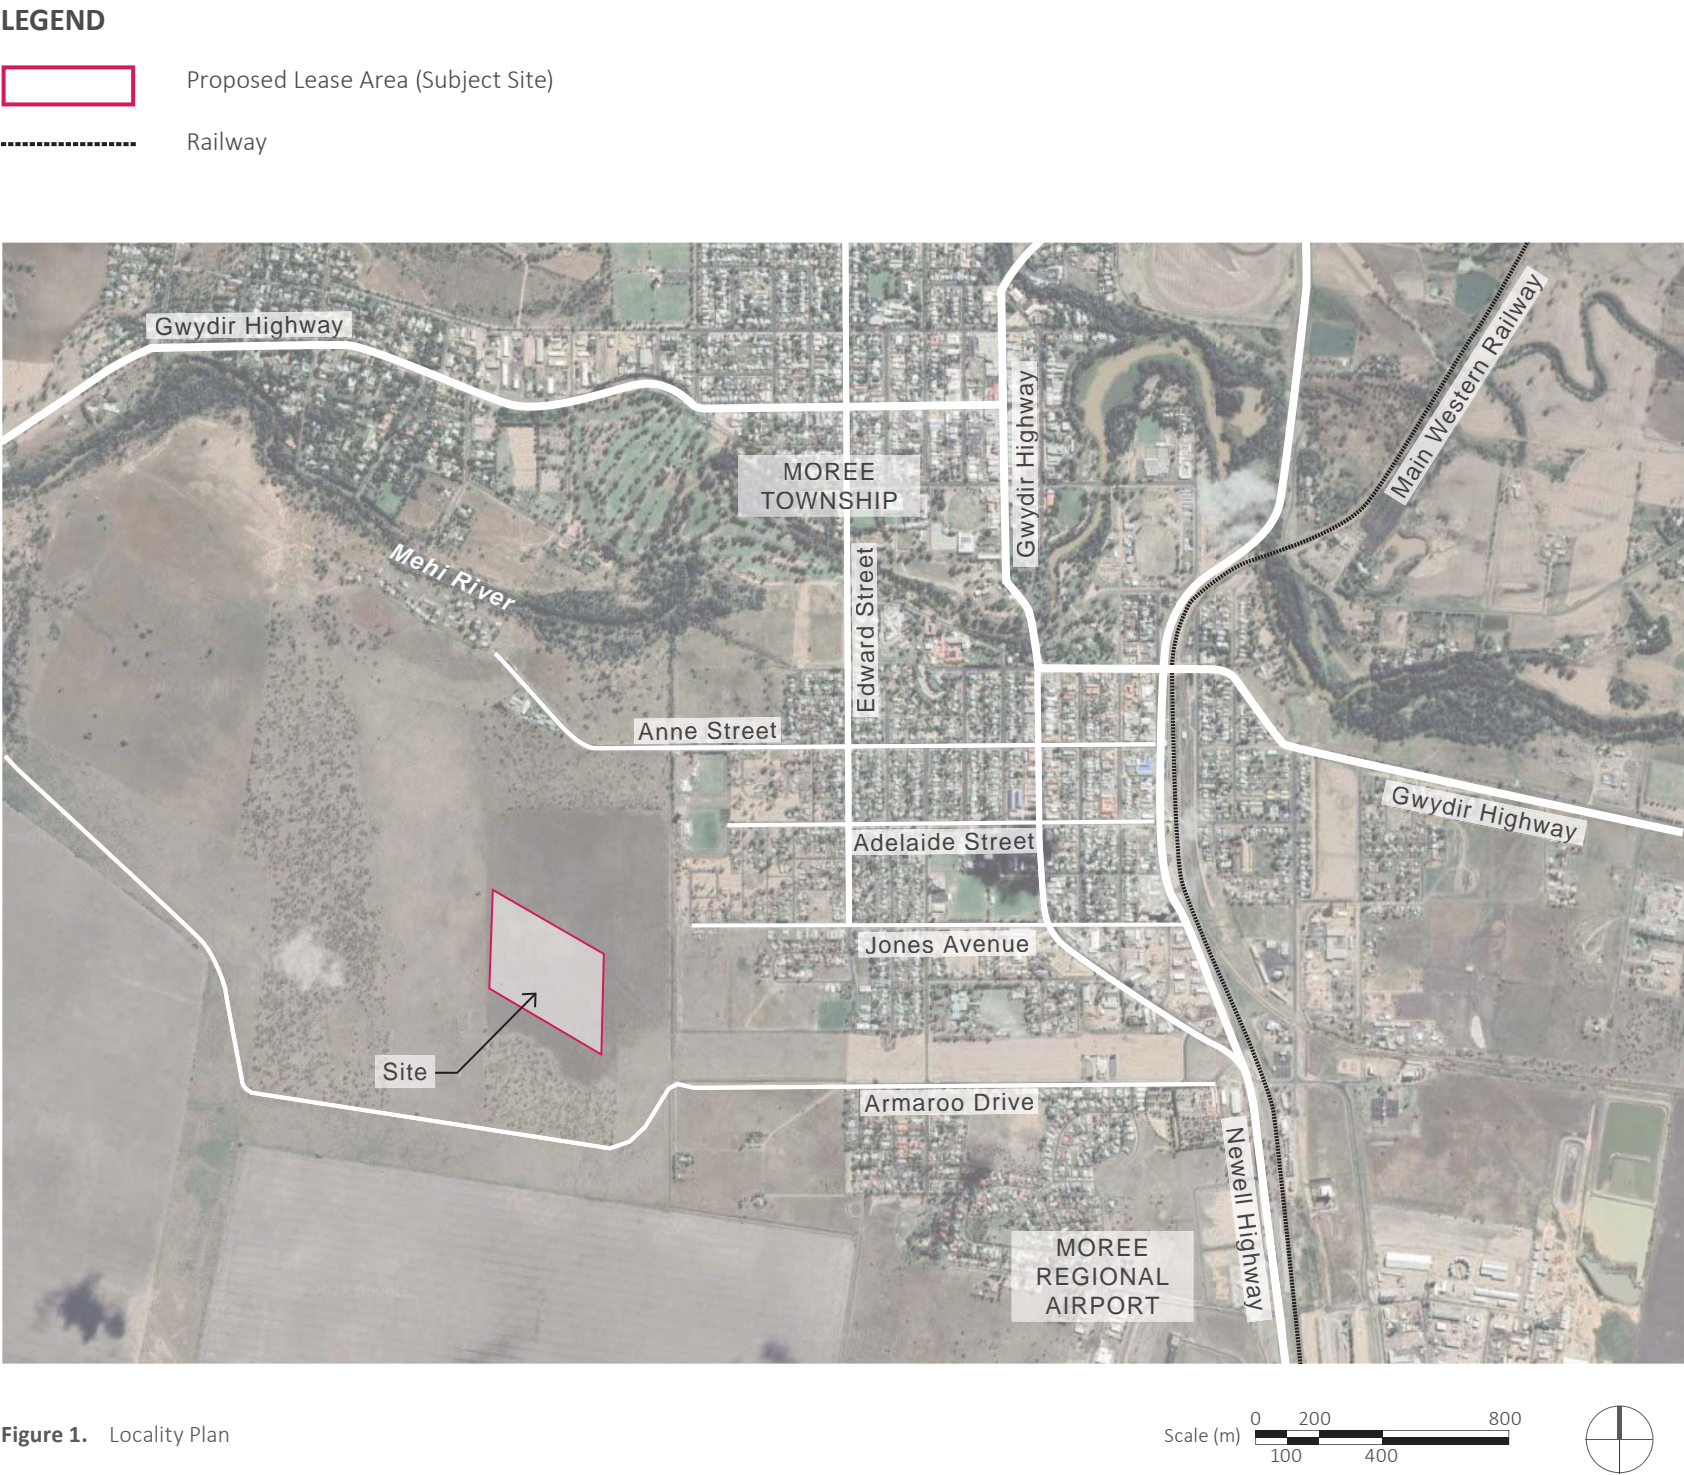 LEGEND
Proposed Lease Area (Subject Site)
Railway
Gwydir Highway
Main Western Railway
Gwydir Highway
MOREE
TOWNSHIP
Mehi River
Edward Street
Anne Street
Gwydir Highway
Adelaide Street
Jones Avenue
Site
Armaroo Drive
Newell Highway
MOREE
REGIONAL
AIRPORT
Figure 1. Locality Plan
Scale (m)
0 200 800
100 400